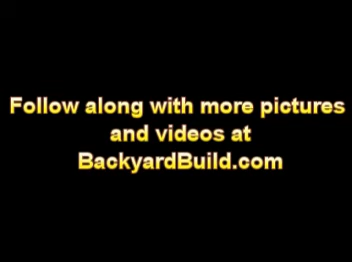 Follow along with more pictures
and videos at
BackyardBuild.com